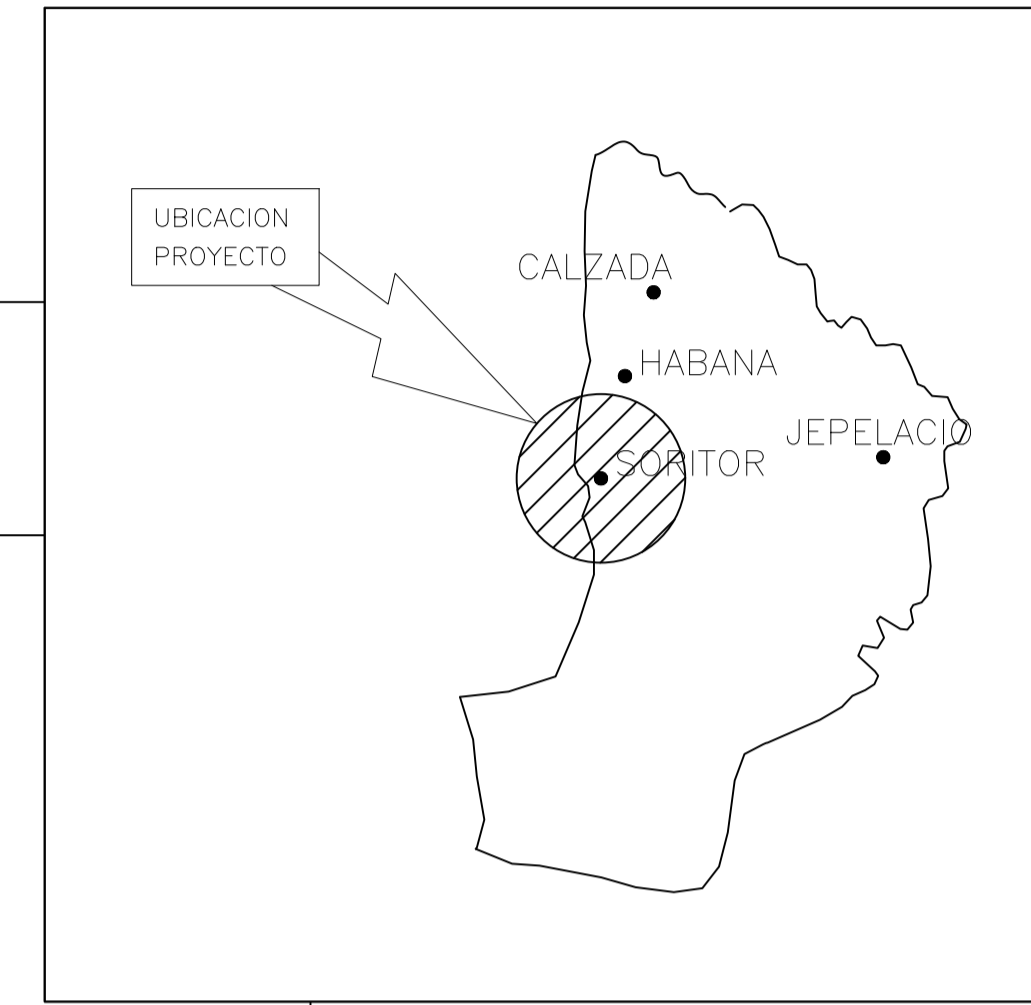 UBICACION
PROYECTO
CALZADA
HABANA
JEPELACIO
SORITOR